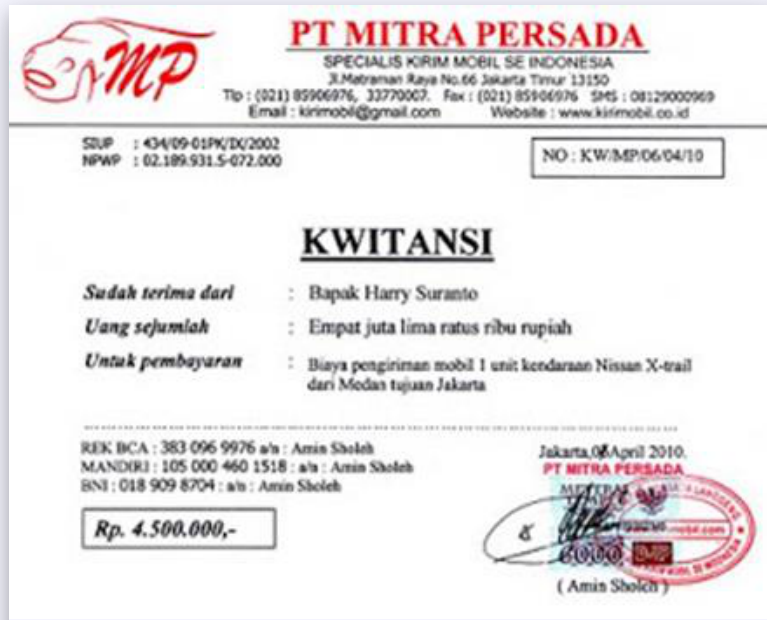 MP
PT MITRA PERSADA
SPECIALIS KIRIM MOBIL SE INDONESIA
Jl.Matraman Raya No.66 Jakarta Timur 13150
Tlp : (021) 85906976, 33770007. Fax : (021) 85906976 SMS : 08129000969
Email : kirimobil@gmail.com Website : www.kirimobil.co.id
SIUP : 434/09-01PK/IX/2002
NPWP : 02.189.931.5-072.000
NO : KW/MP/06/04/10
KWITANSI
Sudah terima dari : Bapak Harry Suranto
Uang sejumlah : Empat juta lima ratus ribu rupiah
Untuk pembayaran : Biaya pengiriman mobil 1 unit kendaraan Nissan X-trail
dari Medan tujuan Jakarta
REK BCA : 383 096 9976 a/n : Amin Sholeh
MANDIRI : 105 000 460 1518 : a/n : Amin Sholeh
BNI : 018 909 8704 : a/n : Amin Sholeh
Jakarta, April 2010.
PT MITRA PERSADA
6000
Rp. 4.500.000,-
( Amin Sholeh )